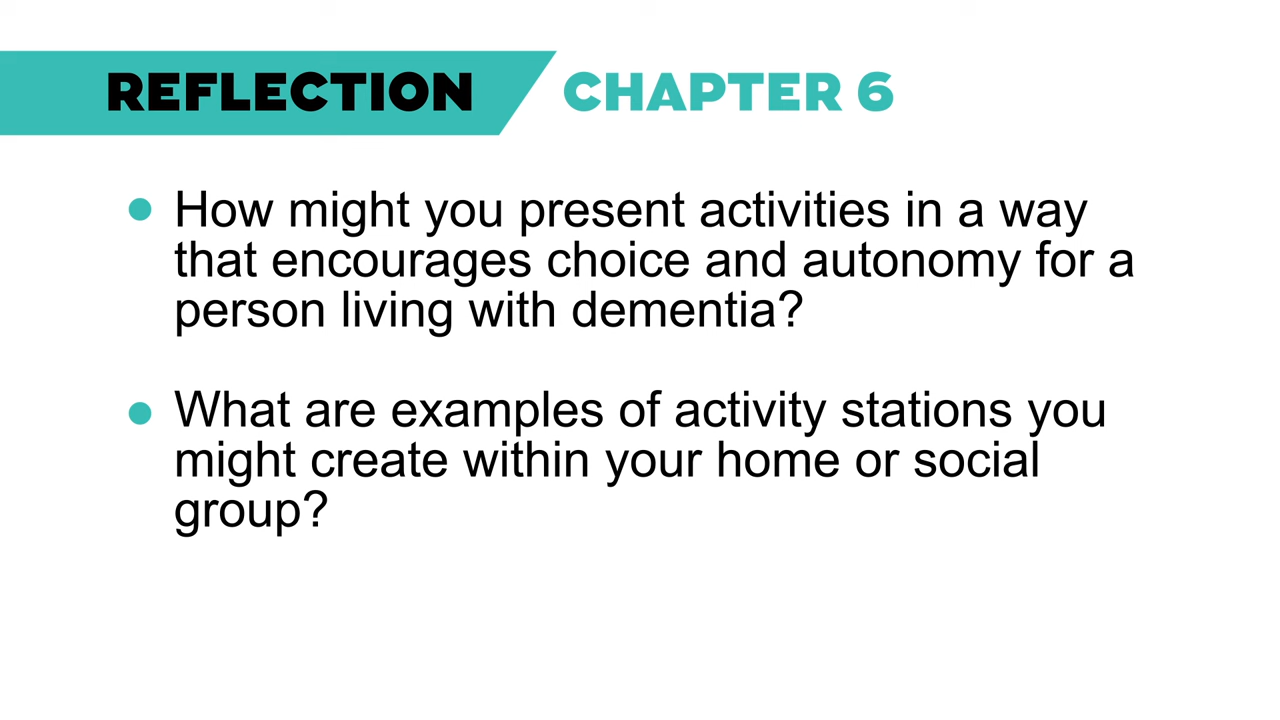 REFLECTION CHAPTER 6
● How might you present activities in a way
that encourages choice and autonomy for a
person living with dementia?
● What are examples of activity stations you
might create within your home or social
group?